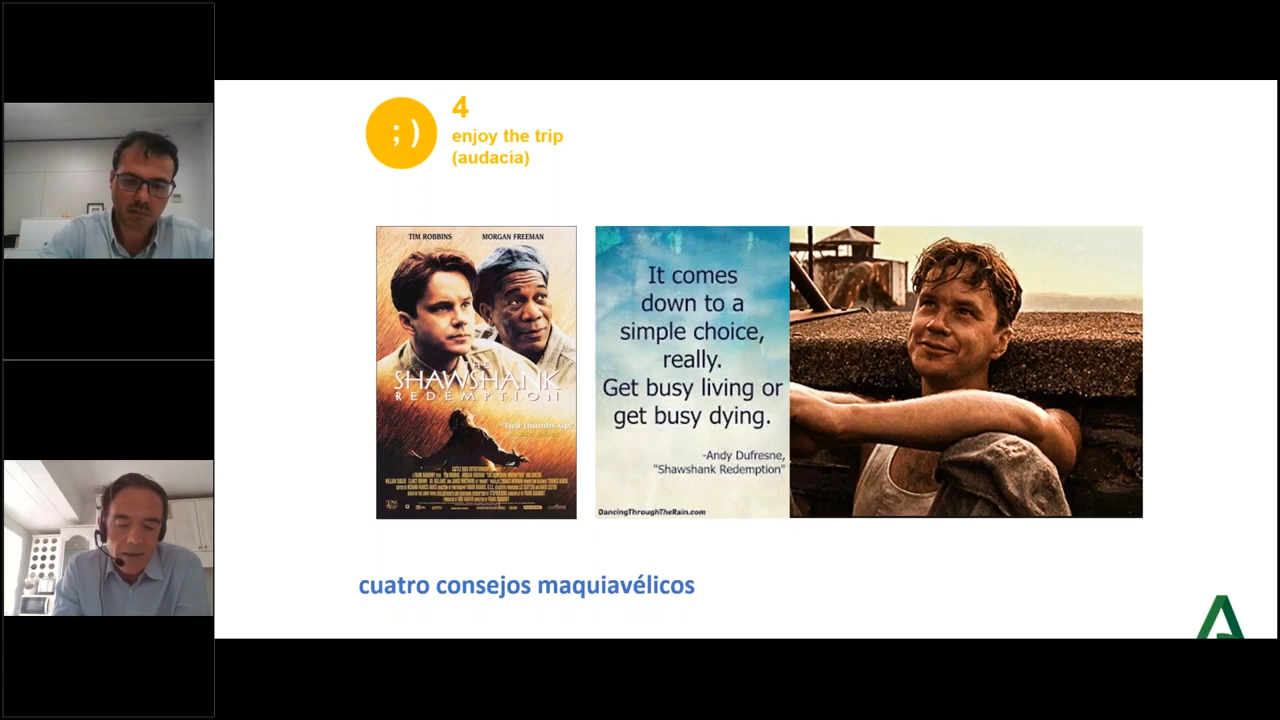 ; )
4
enjoy the trip
(audacia)
TIM ROBBINS MORGAN FREEMAN
THE
SHAWSHANK
REDEMPTION
"Two thumbs up!"
It comes
down to a
simple choice,
really.
Get busy living or
get busy dying.
-Andy Dufresne,
"Shawshank Redemption"
DancingThroughTheRain.com
cuatro consejos maquiavélicos